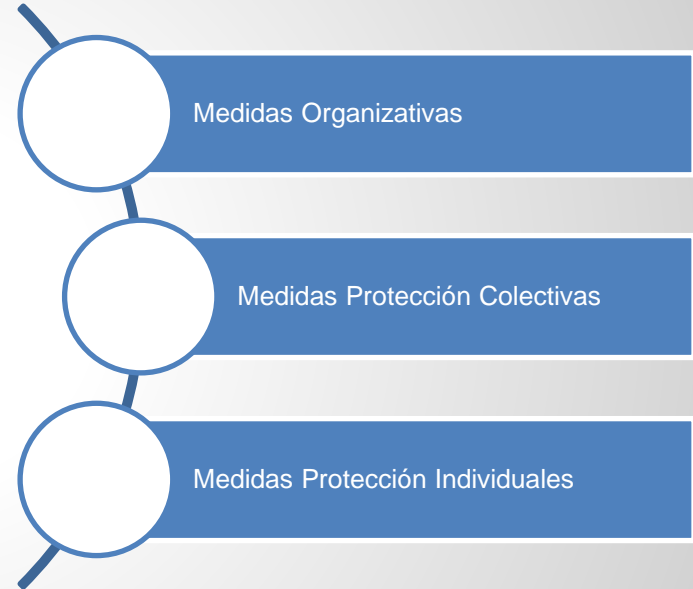 Medidas Organizativas
Medidas Protección Colectivas
Medidas Protección Individuales